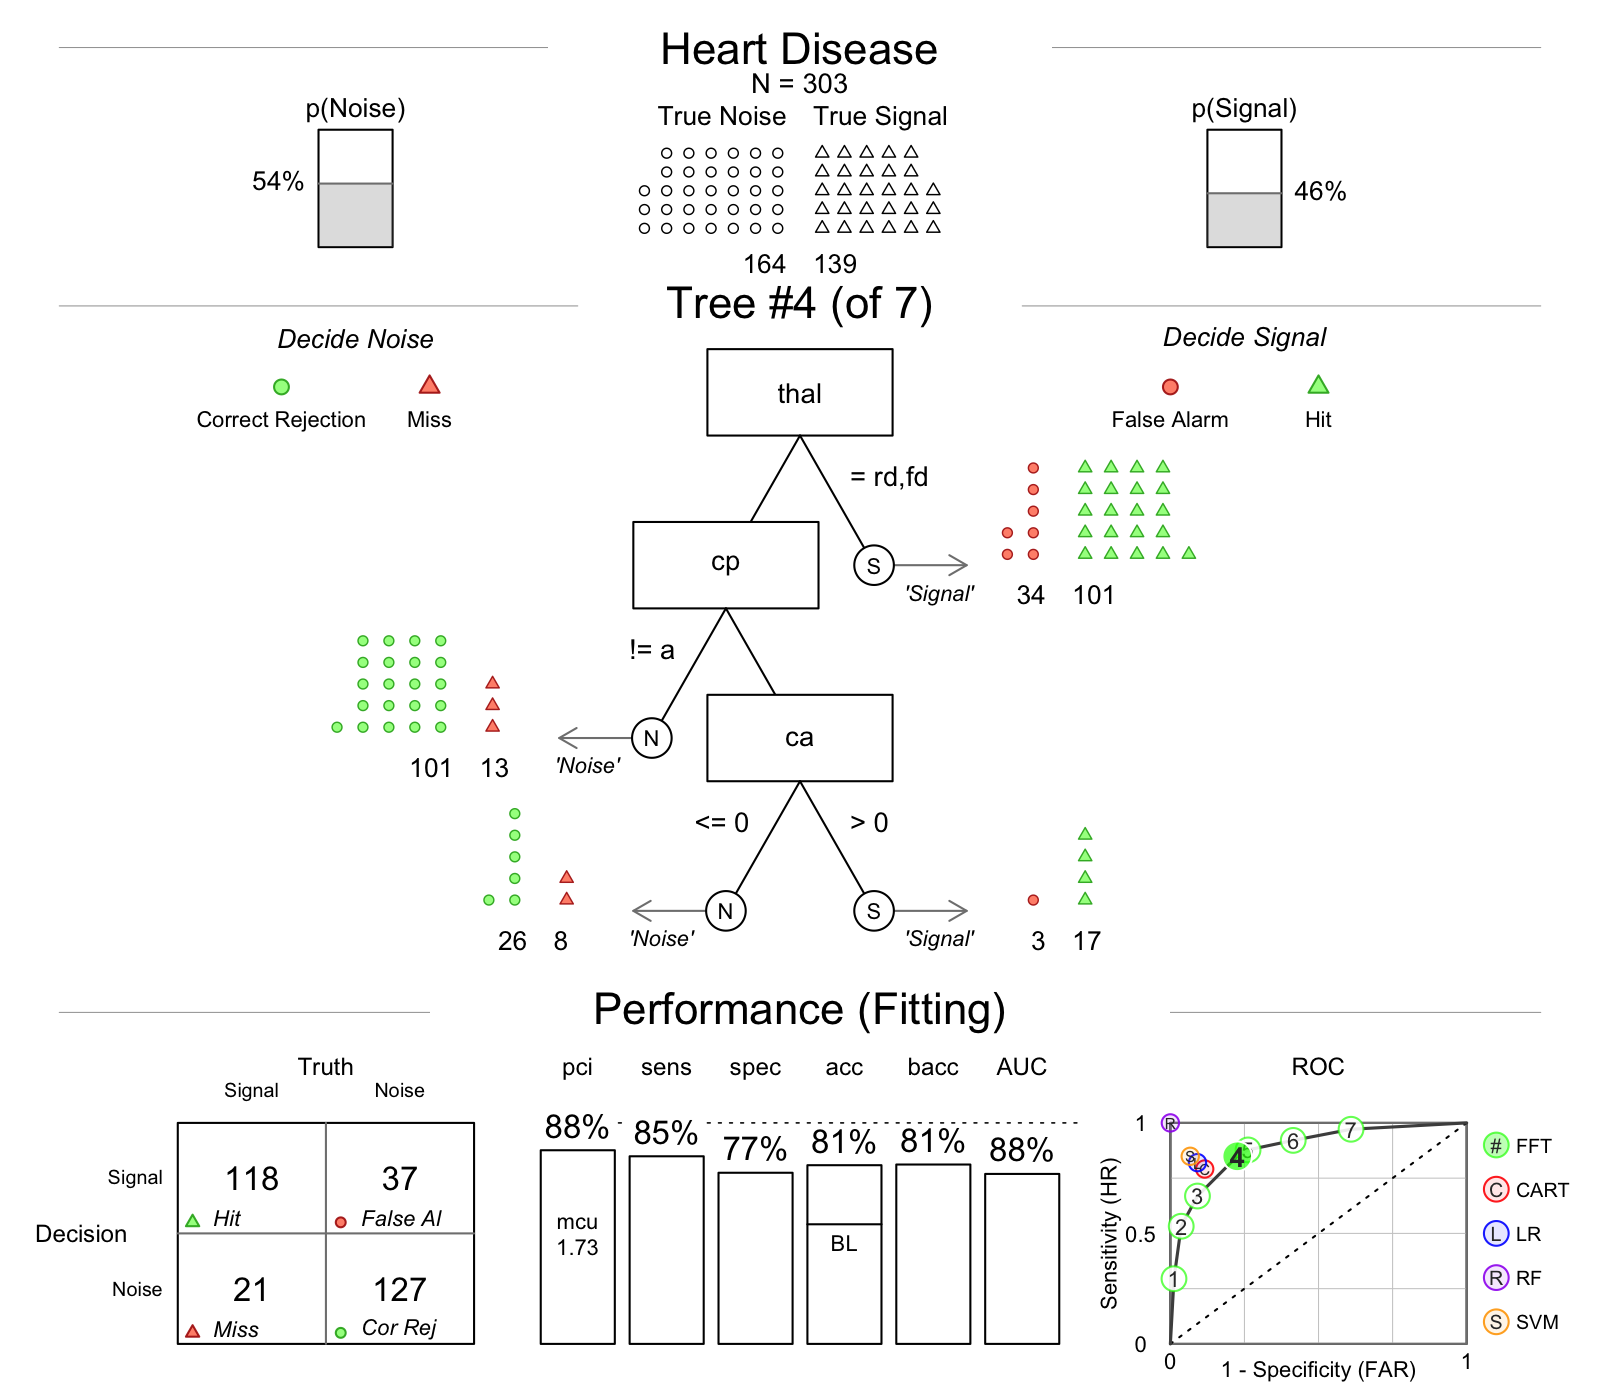 Heart Disease
N = 303
p(Noise)
True Noise
True Signal
p(Signal)
54%
46%
164
139
Tree #4 (of 7)
Decide Noise
Decide Signal
Correct Rejection
Miss
False Alarm
Hit
thal
= rd,fd
cp
S
'Signal'
34
101
!= a
N
'Noise'
101
13
ca
<= 0
> 0
N
S
'Noise'
'Signal'
26
8
3
17
Performance (Fitting)
Truth
Signal
Noise
Decision
Signal
118
37
Hit
False Al
Noise
21
127
Miss
Cor Rej
pci
sens
spec
acc
bacc
AUC
88%
85%
77%
81%
81%
88%
mcu
1.73
BL
ROC
Sensitivity (HR)
1
0.5
0
0
1
1 - Specificity (FAR)
R
S
L
C
1
2
3
4
5
6
7
# FFT
C CART
L LR
R RF
S SVM